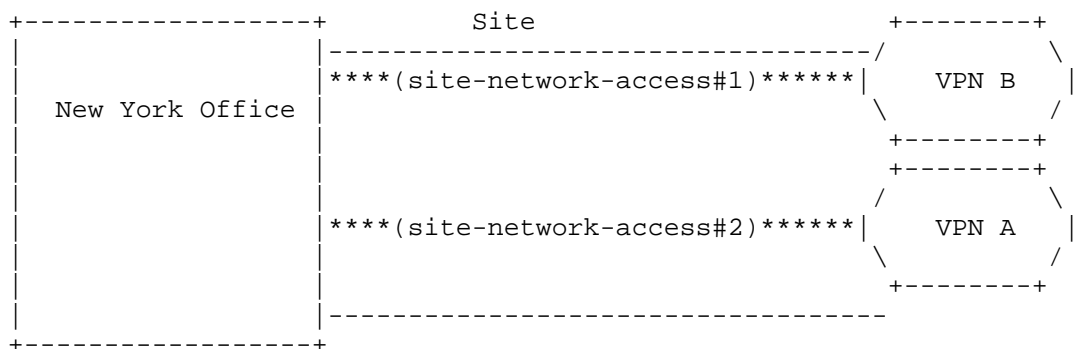 Site
****(site-network-access#1)****** VPN B
New York Office
****(site-network-access#2)****** VPN A